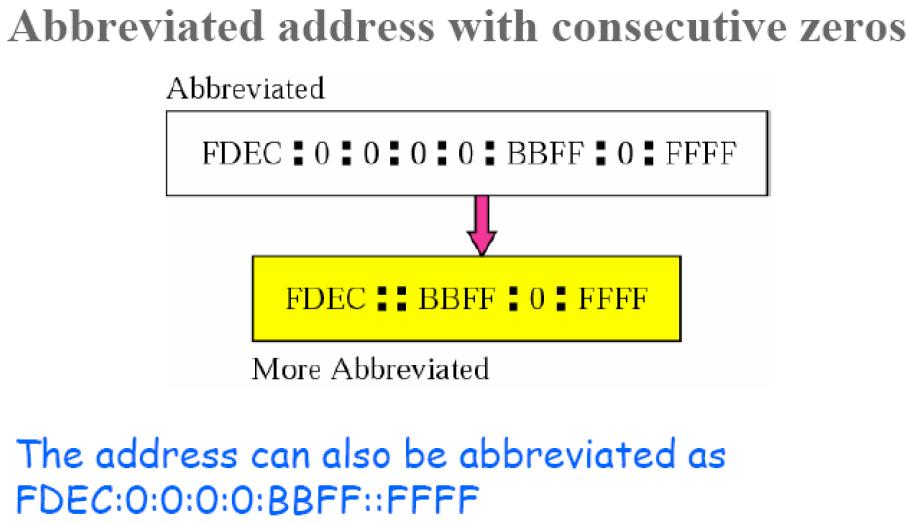 Abbreviated address with consecutive zeros
Abbreviated
FDEC : 0 : 0 : 0 : 0 : BBFF : 0 : FFFF
FDEC :: BBFF : 0 : FFFF
More Abbreviated
The address can also be abbreviated as
FDEC:0:0:0:0:BBFF::FFFF